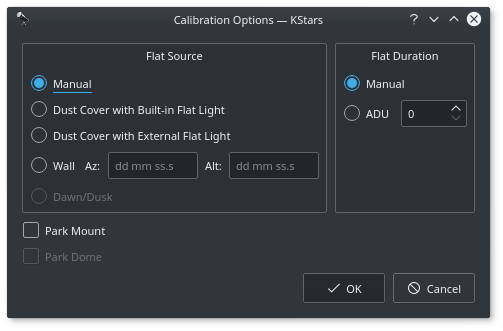 Calibration Options — KStars
Flat Source
Manual
Dust Cover with Built-in Flat Light
Dust Cover with External Flat Light
Wall Az: dd mm ss.s Alt: dd mm ss.s
Dawn/Dusk
Flat Duration
Manual
ADU 0
Park Mount
Park Dome
OK Cancel